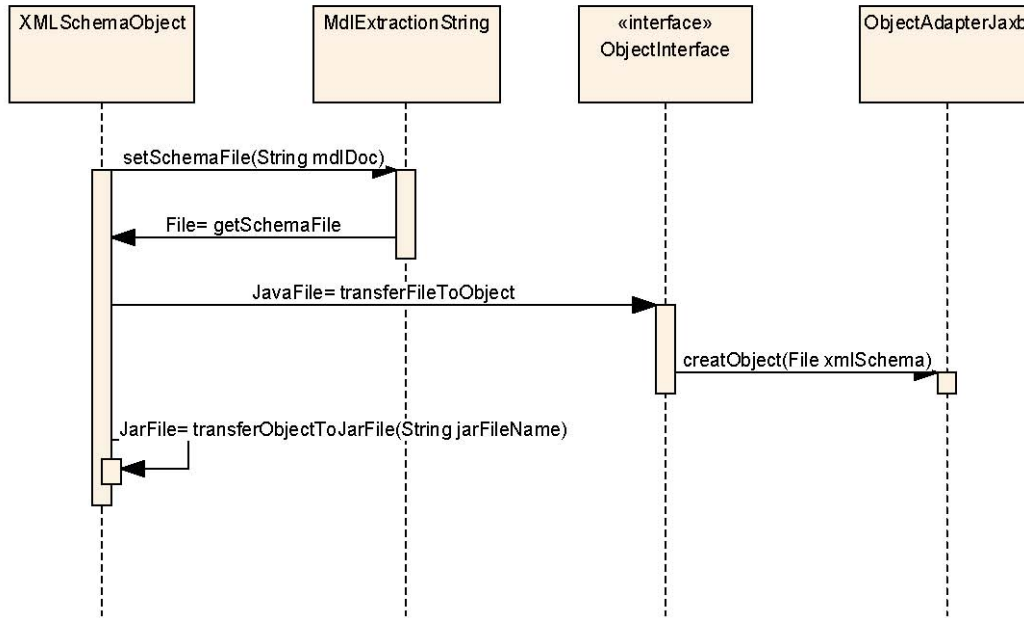 XMLSchemaObject
MdlExtractionString
«interface»
ObjectInterface
ObjectAdapterJaxb
setSchemaFile(String mdlDoc)
File= getSchemaFile
JavaFile= transferFileToObject
creatObject(File xmlSchema)
JarFile= transferObjectToJarFile(String jarFileName)